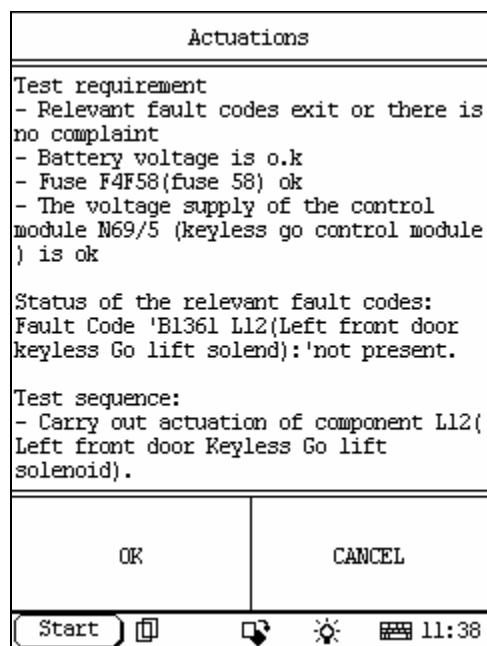 Actuations
Test requirement
- Relevant fault codes exit or there is
no complaint
- Battery voltage is o.k
- Fuse F4F58(fuse 58) ok
- The voltage supply of the control
module N69/5 (keyless go control module
) is ok
Status of the relevant fault codes:
Fault Code 'B1361 L12(Left front door
keyless Go lift solend):'not present.
Test sequence:
- Carry out actuation of component L12(
Left front door Keyless Go lift
solenoid).
OK
CANCEL
Start
11:38